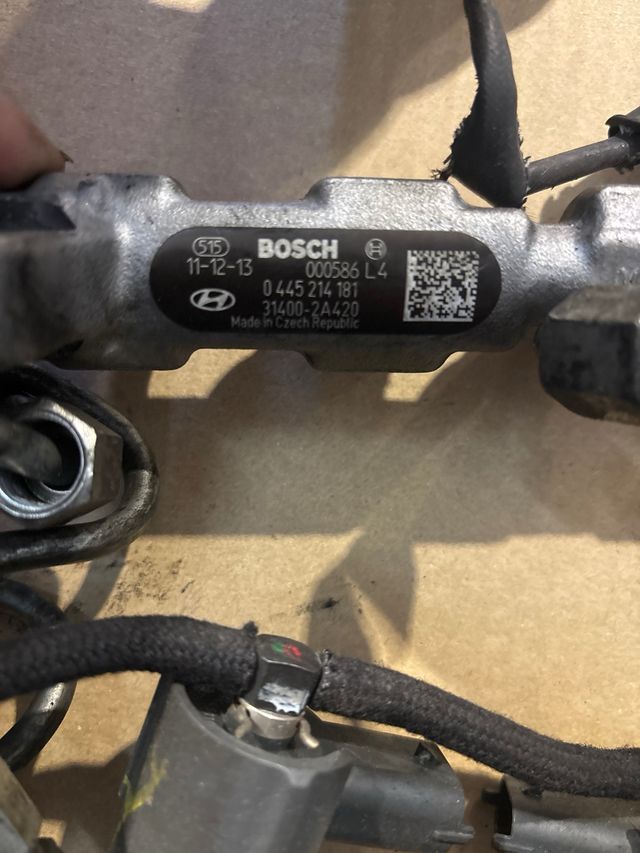 515 BOSCH
11-12-13 000586 L4
0 445 214 181
31400-2A420
Made in Czech Republic